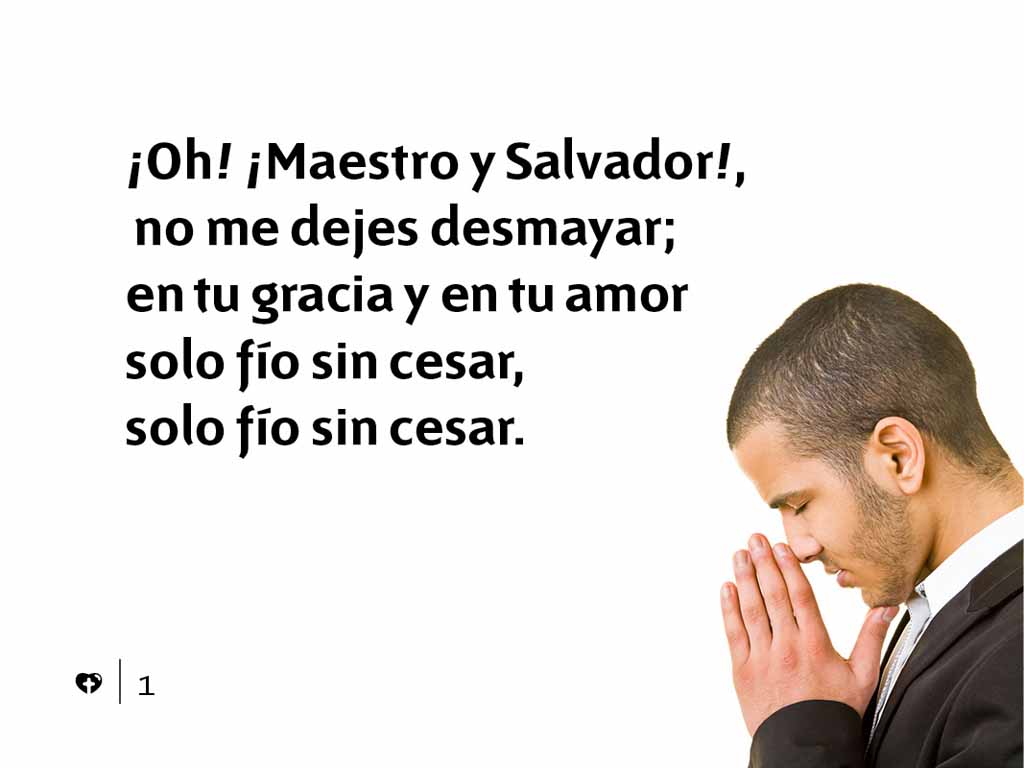 ¡Oh! ¡Maestro y Salvador!,
no me dejes desmayar;
en tu gracia y en tu amor
solo fío sin cesar,
solo fío sin cesar.
1